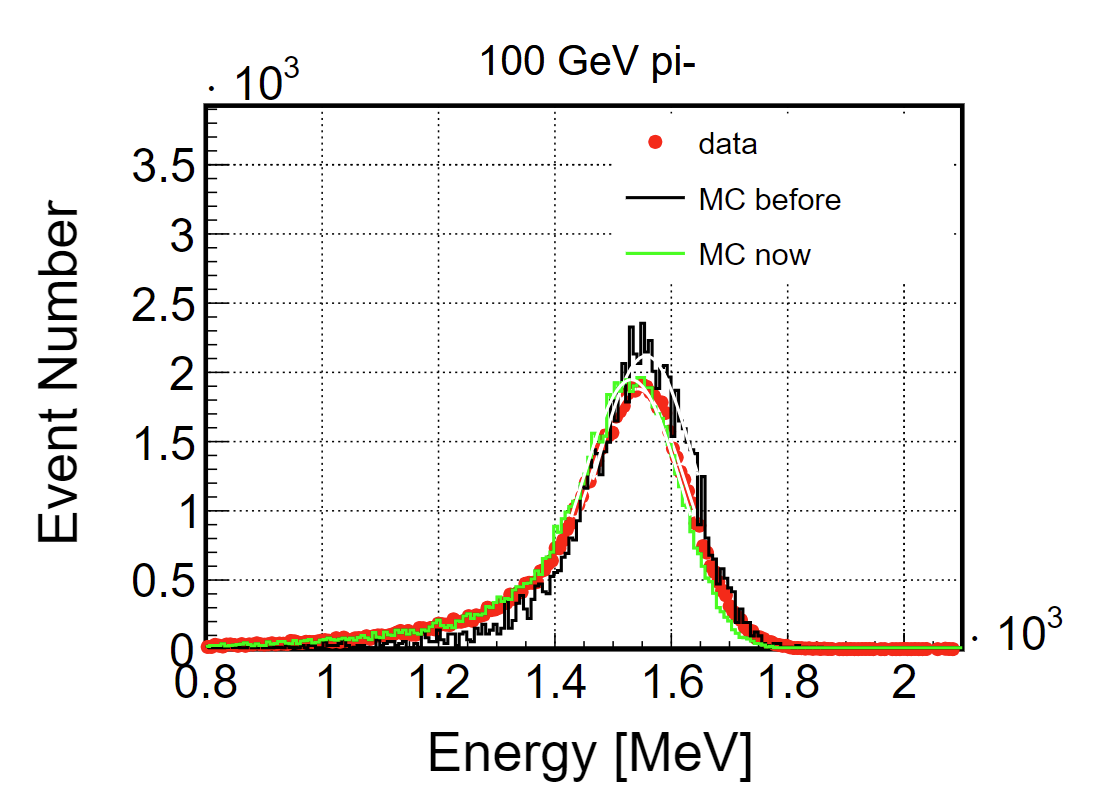 100 GeV pi-
· 10³
data
MC before
MC now
3.5
3
2.5
2
1.5
1
0.5
0
Event Number
0.8
1
1.2
1.4
1.6
1.8
2
· 10³
Energy [MeV]